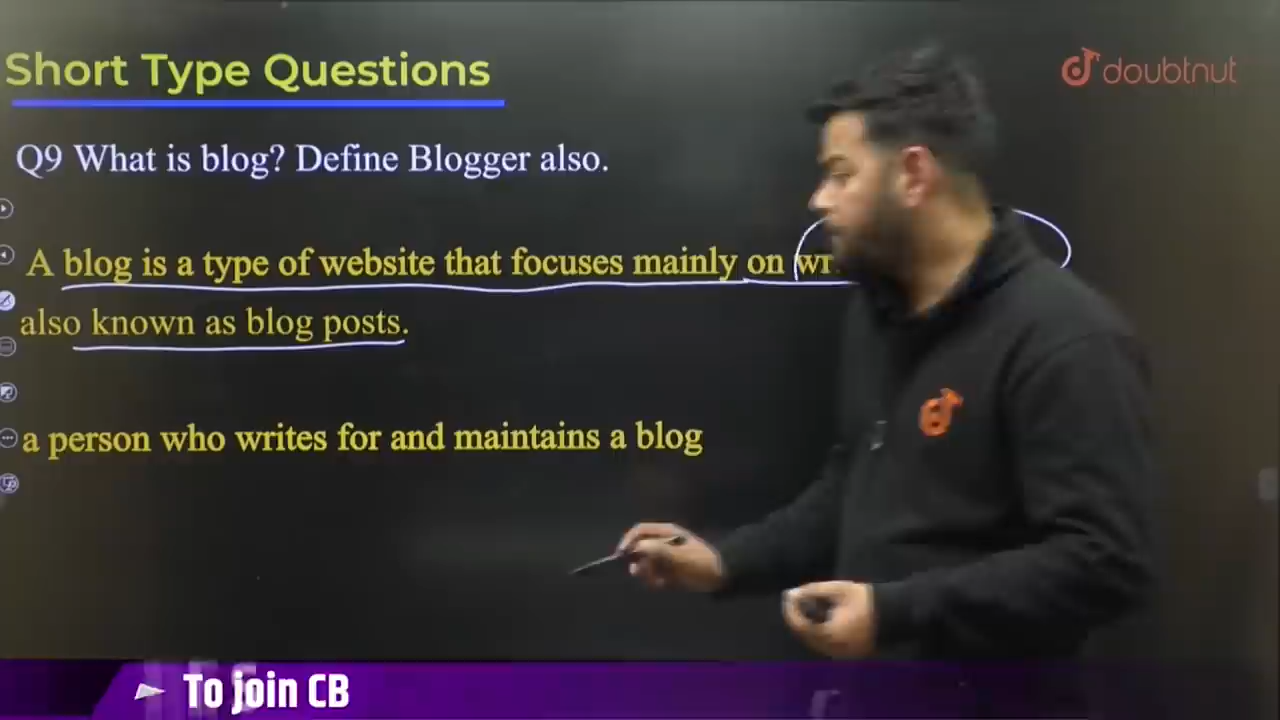 Short Type Questions
doubtnut
Q9 What is blog? Define Blogger also.
A blog is a type of website that focuses mainly on
also known as blog posts.
a person who writes for and maintains a blog
To join CB